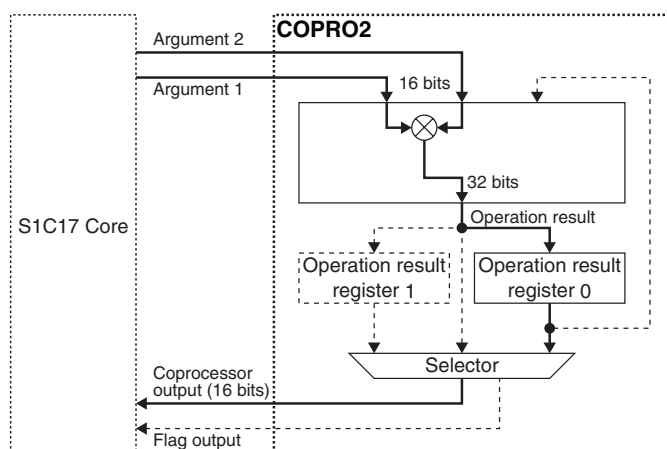 COPRO2
Argument 2
Argument 1
16 bits
32 bits
S1C17 Core
Operation result
Operation result
register 1
Operation result
register 0
Selector
Coprocessor
output (16 bits)
Flag output